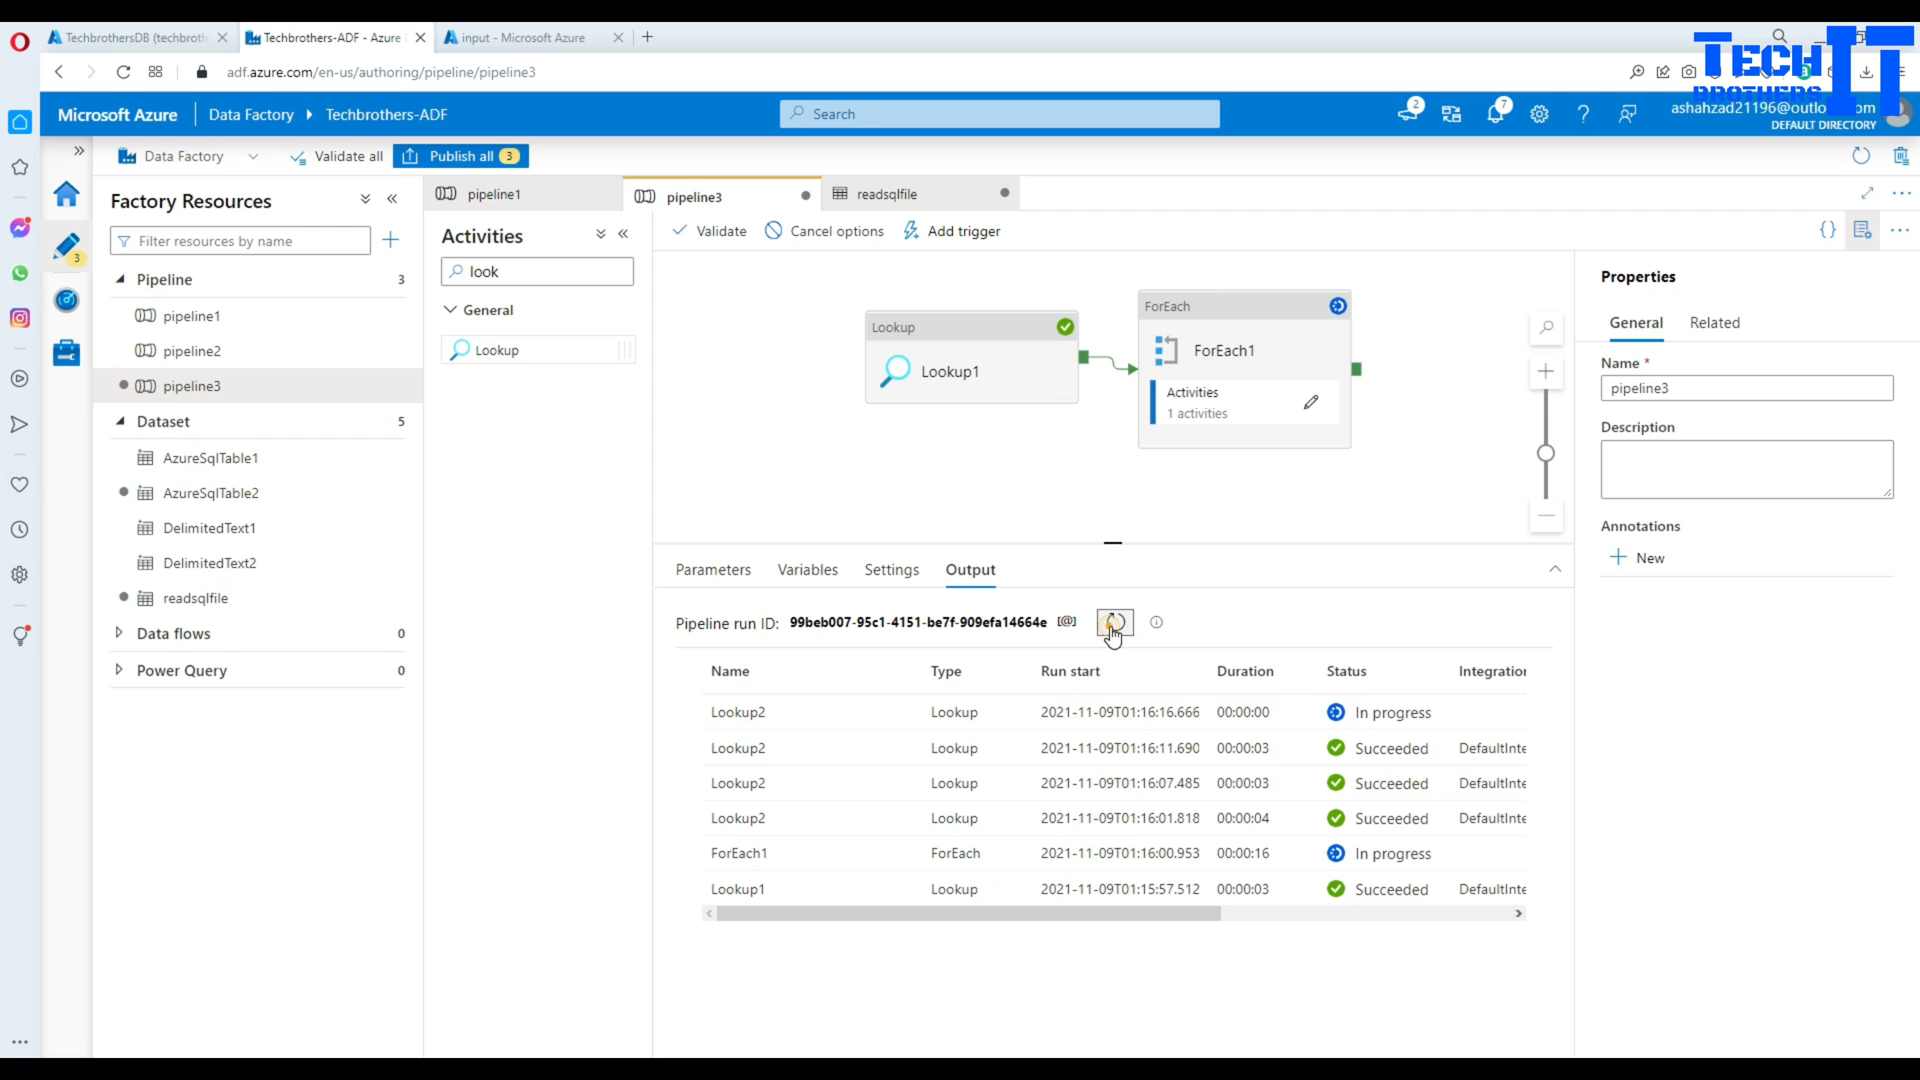 TechbrothersDB (techbroth
Techbrothers-ADF - Azure
input - Microsoft Azure
adf.azure.com/en-us/authoring/pipeline/pipeline3
TECH IT
BROTHERS
Microsoft Azure
Data Factory
Techbrothers-ADF
Search
2
7
ashahzad21196@outlo om
DEFAULT DIRECTORY
Data Factory
Validate all
Publish all 3
Factory Resources
Filter resources by name
3
Pipeline 3
pipeline1
pipeline2
pipeline3
Dataset 5
AzureSqlTable1
AzureSqlTable2
DelimitedText1
DelimitedText2
readsqlfile
Data flows 0
Power Query 0
pipeline1
pipeline3
readsqlfile
Activities
look
General
Lookup
Validate
Cancel options
Add trigger
Lookup
Lookup1
ForEach
ForEach1
Activities
1 activities
Parameters Variables Settings Output
Pipeline run ID: 99beb007-95c1-4151-be7f-909efa14664e [@]
Name Type Run start Duration Status Integration
Lookup2 Lookup 2021-11-09T01:16:16.666 00:00:00 In progress
Lookup2 Lookup 2021-11-09T01:16:11.690 00:00:03 Succeeded DefaultInte
Lookup2 Lookup 2021-11-09T01:16:07.485 00:00:03 Succeeded DefaultInte
Lookup2 Lookup 2021-11-09T01:16:01.818 00:00:04 Succeeded DefaultInte
ForEach1 ForEach 2021-11-09T01:16:00.953 00:00:16 In progress
Lookup1 Lookup 2021-11-09T01:15:57.512 00:00:03 Succeeded DefaultInte
Properties
General Related
Name *
pipeline3
Description
Annotations
New